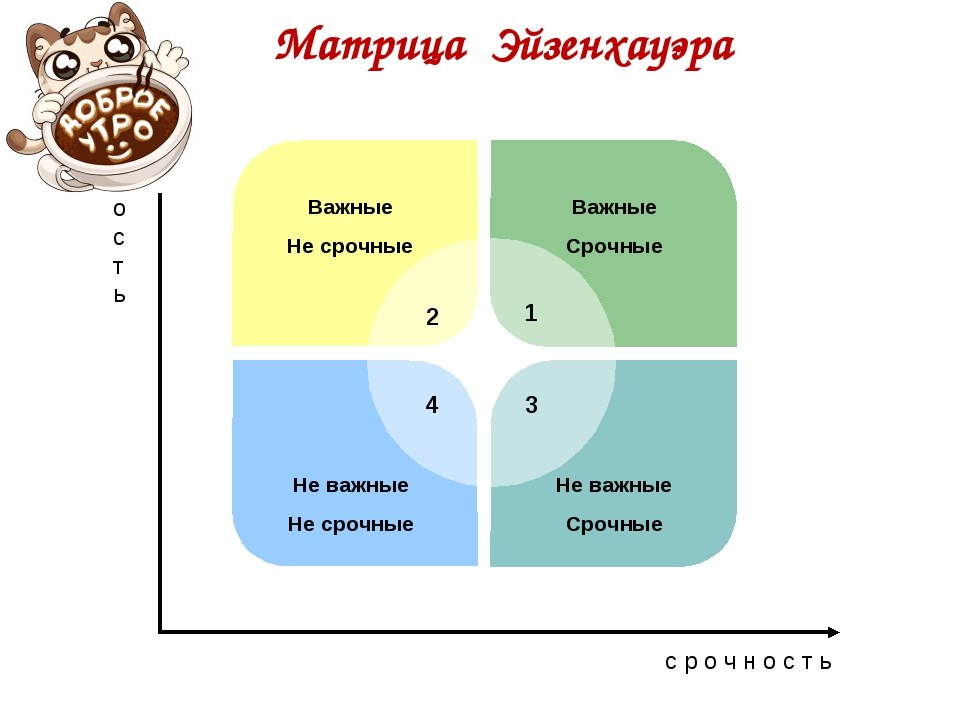 Матрица Эйзенхауэра
ДОБРОЕ
УТРО
о
с
т
ь
Важные
Не срочные
2
Важные
Срочные
1
4
Не важные
Не срочные
3
Не важные
Срочные
срочность